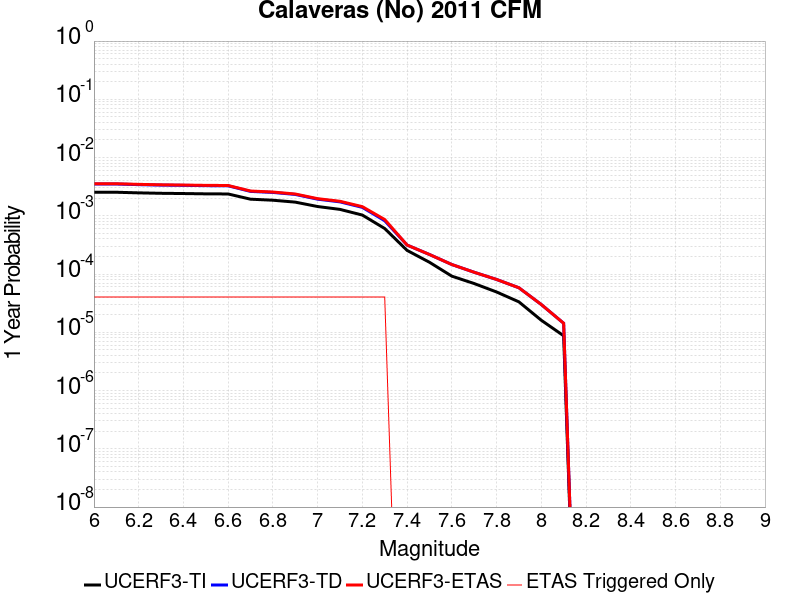 Calaveras (No) 2011 CFM
10^0
10^-1
10^-2
10^-3
10^-4
10^-5
10^-6
10^-7
10^-8
1 Year Probability
6 6.2 6.4 6.6 6.8 7 7.2 7.4 7.6 7.8 8 8.2 8.4 8.6 8.8 9
Magnitude
UCERF3-TI UCERF3-TD UCERF3-ETAS ETAS Triggered Only